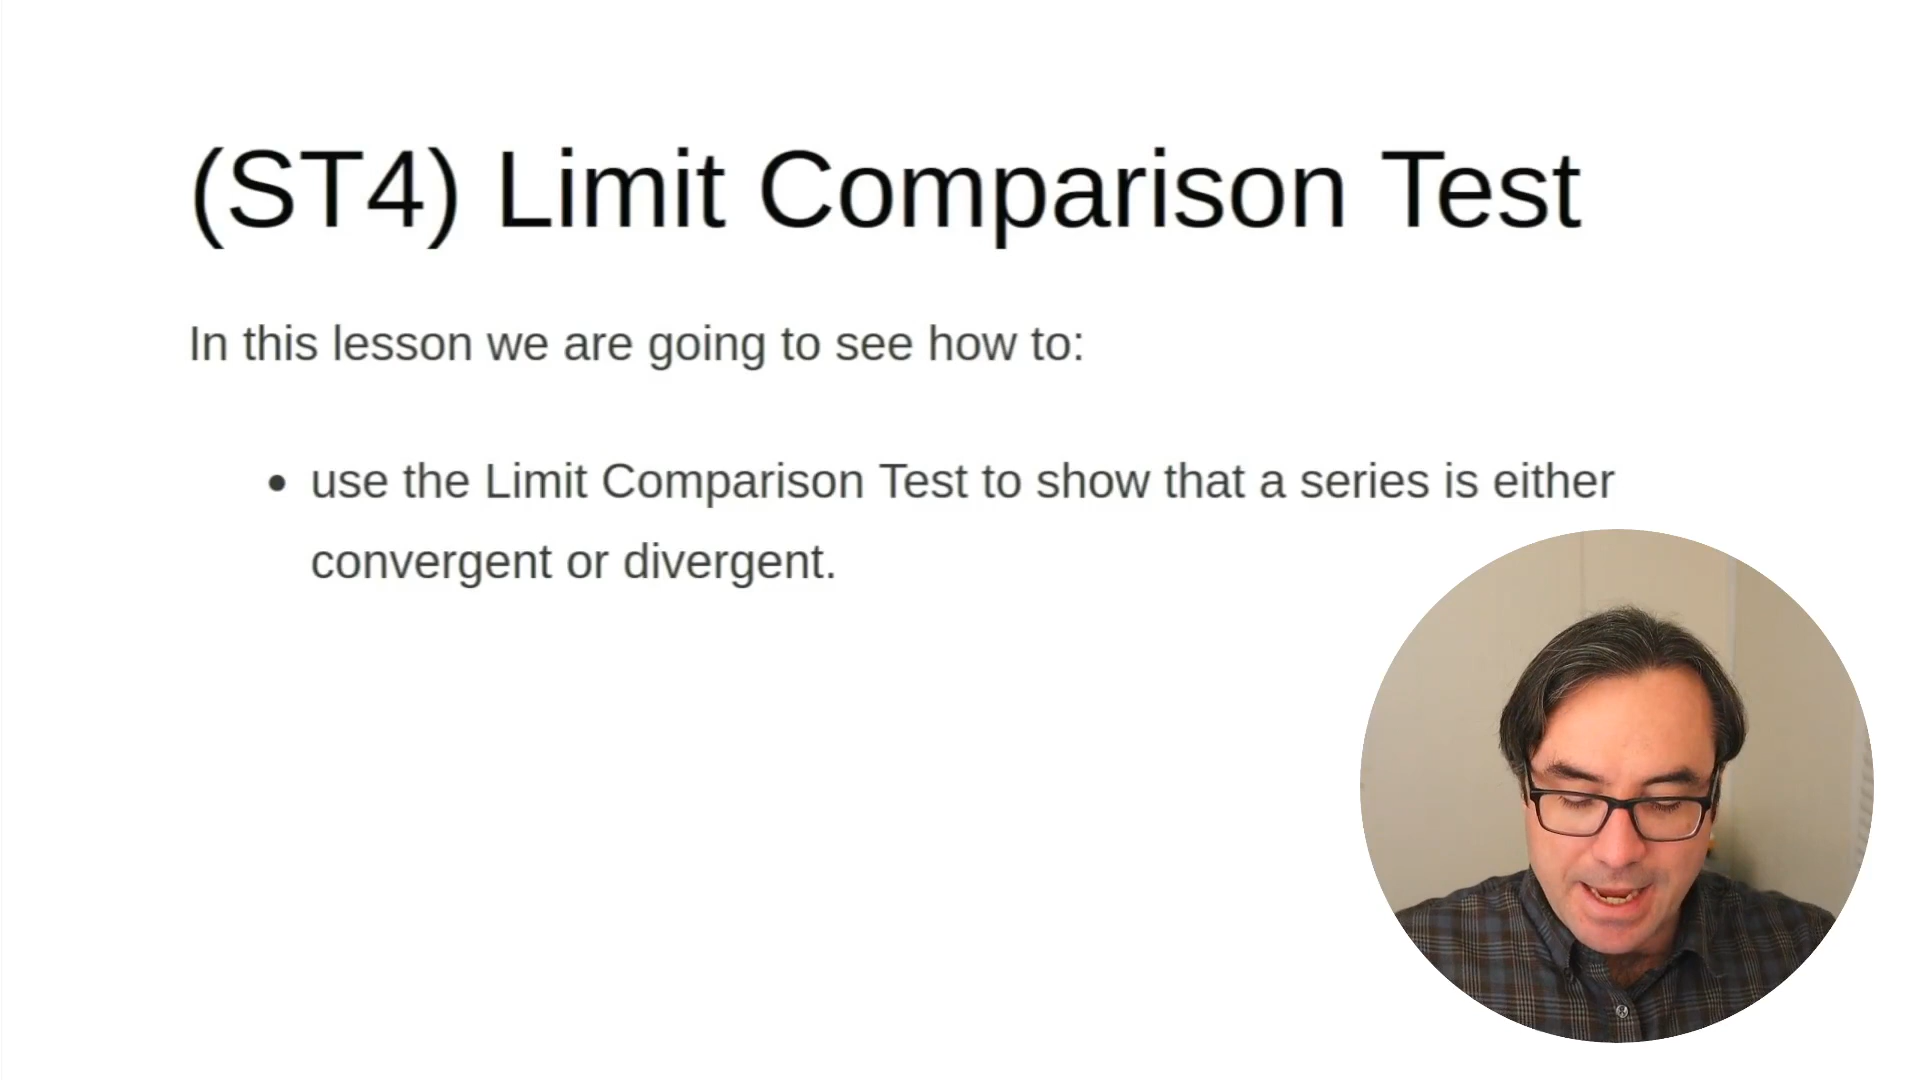 (ST4) Limit Comparison Test
In this lesson we are going to see how to:
• use the Limit Comparison Test to show that a series is either
convergent or divergent.